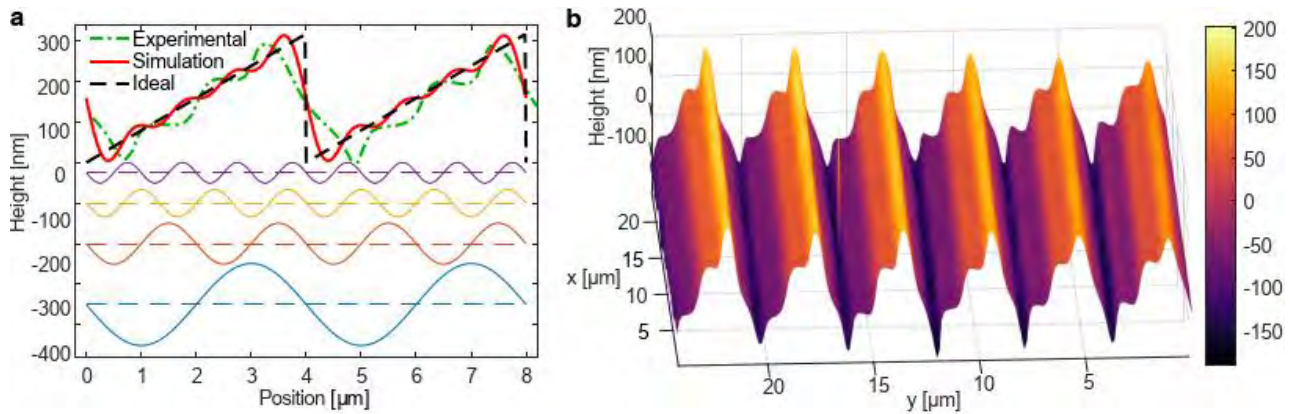 a
Height [nm]
300
200
100
0
-100
-200
-300
-400
Experimental
Simulation
Ideal
0 1 2 3 4 5 6 7 8
Position [µm]
b
Height [nm]
200
100
0
-100
20
15
10
5
x [µm]
20 15 10 5
y [µm]
200
150
100
50
0
-50
-100
-150